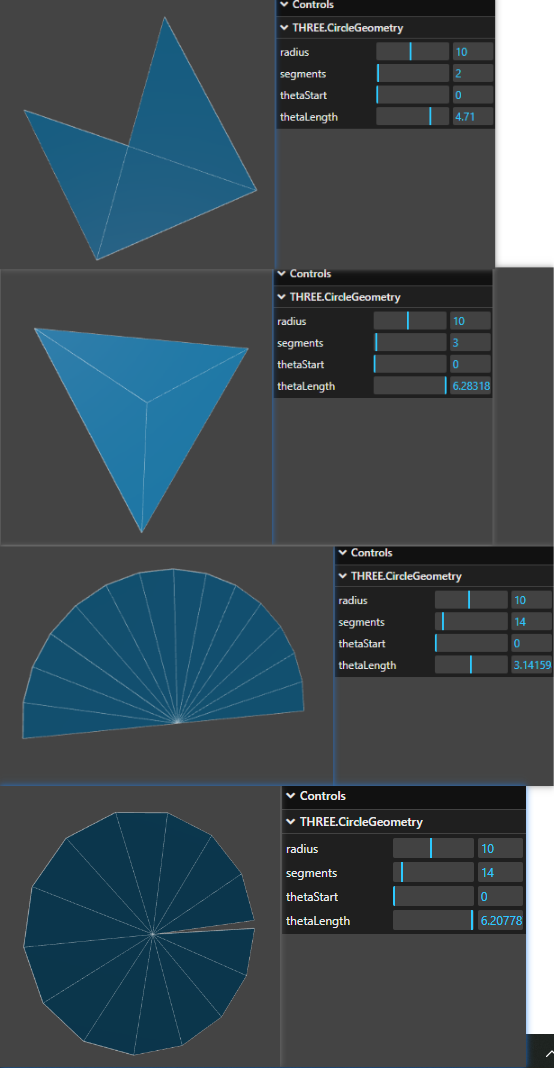 Controls
THREE.CircleGeometry
radius 10
segments 2
thetaStart 0
thetaLength 4.71
Controls
THREE.CircleGeometry
radius 10
segments 3
thetaStart 0
thetaLength 6.28318
Controls
THREE.CircleGeometry
radius 10
segments 14
thetaStart 0
thetaLength 3.14159
Controls
THREE.CircleGeometry
radius 10
segments 14
thetaStart 0
thetaLength 6.20778